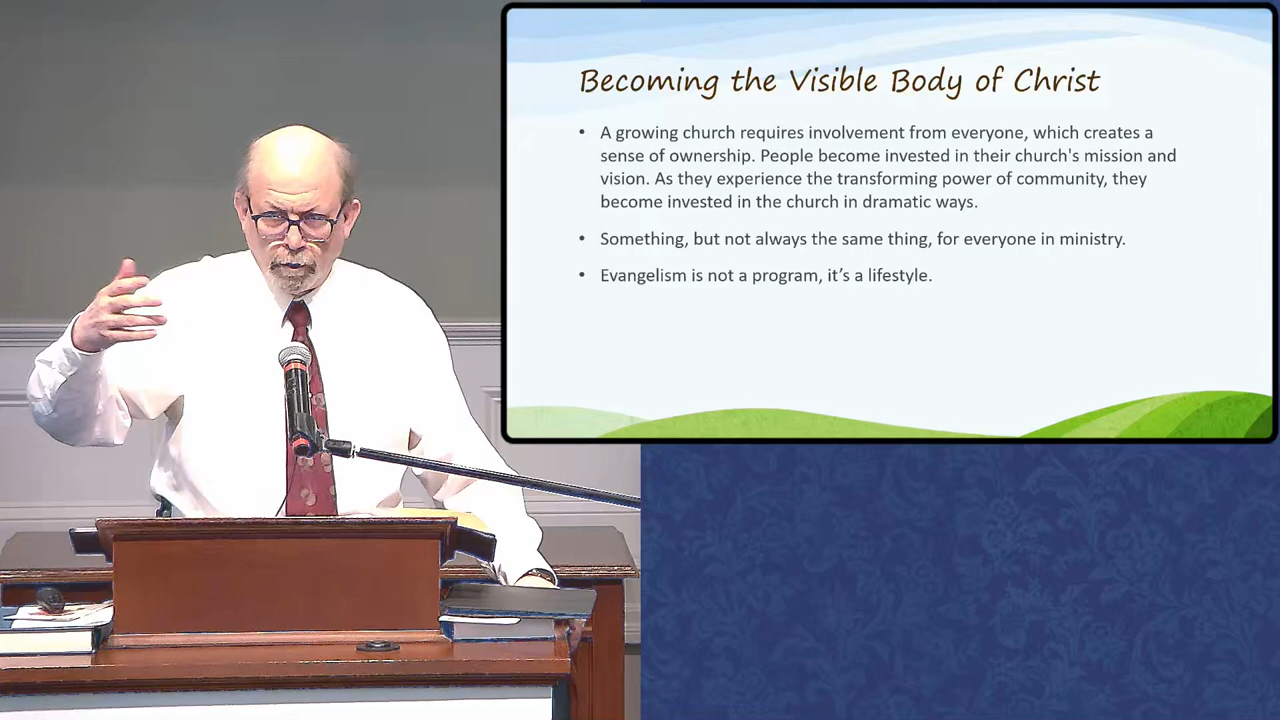 Becoming the Visible Body of Christ
• A growing church requires involvement from everyone, which creates a
sense of ownership. People become invested in their church's mission and
vision. As they experience the transforming power of community, they
become invested in the church in dramatic ways.
• Something, but not always the same thing, for everyone in ministry.
• Evangelism is not a program, it’s a lifestyle.